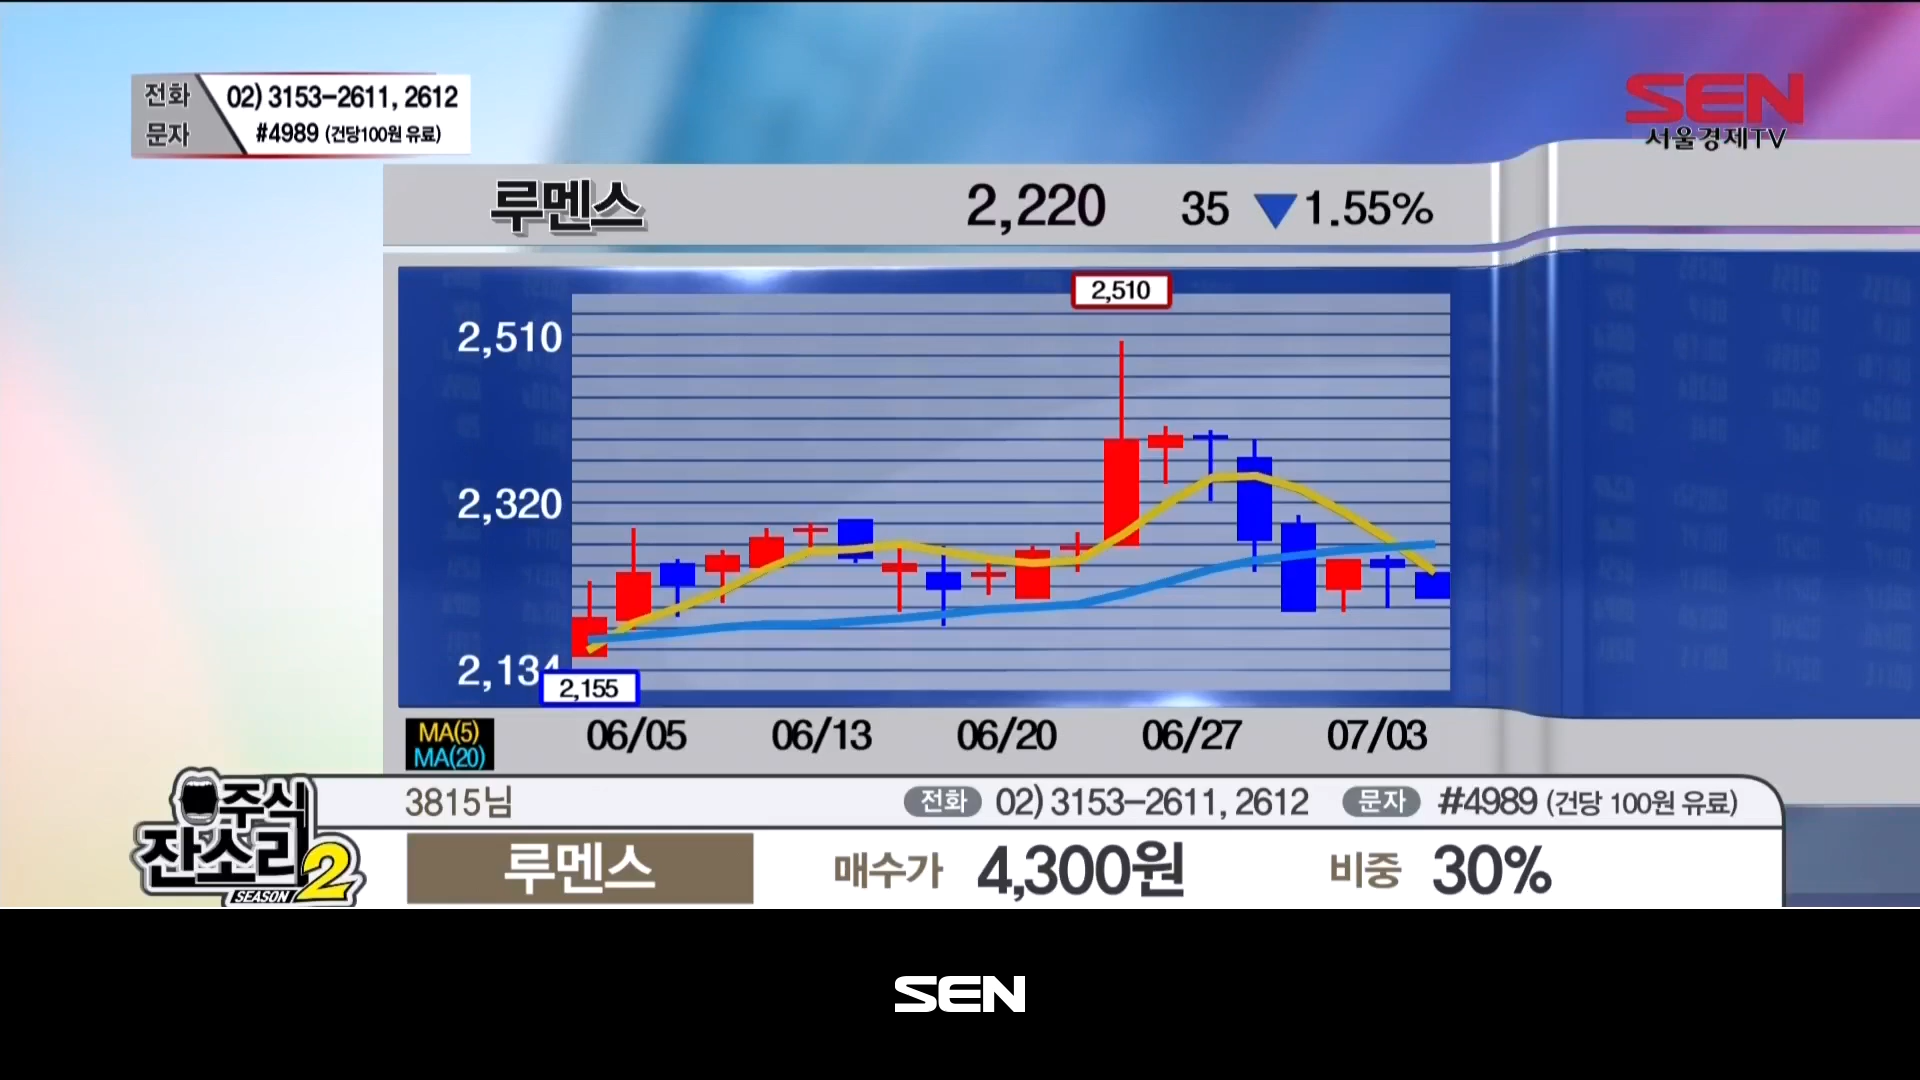 전화 02) 3153-2611, 2612
문자 #4989 (건당100원 유료)
SEN
서울경제TV
루멘스 2,220 35 ▼1.55%
2,510
2,510
2,320
2,134
2,155
06/05 06/13 06/20 06/27 07/03
MA(5)
MA(20)
주식
잔소리2
SEASON
3815님 전화 02) 3153-2611, 2612 문자 #4989 (건당 100원 유료)
루멘스 매수가 4,300원 비중 30%
SEN